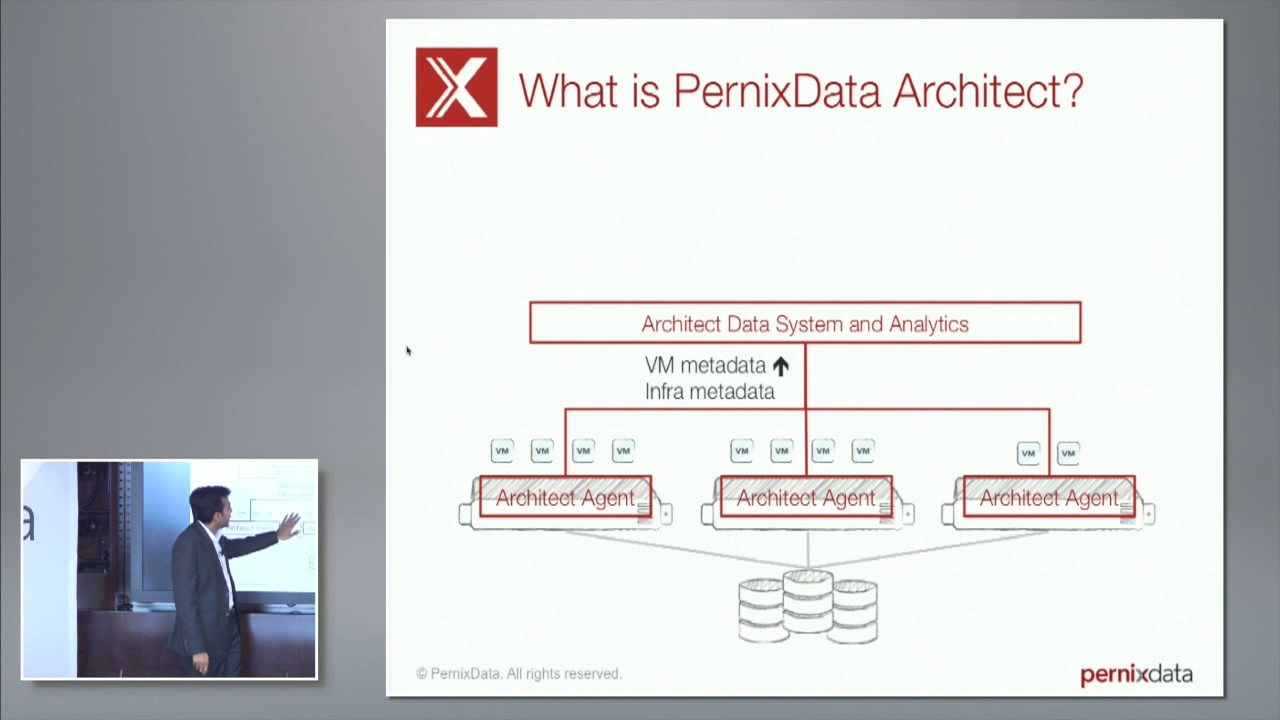 What is PernixData Architect?
Architect Data System and Analytics
VM metadata
Infra metadata
VM VM VM VM VM VM VM VM VM VM
Architect Agent Architect Agent Architect Agent
© PernixData. All rights reserved.
pernixdata
a